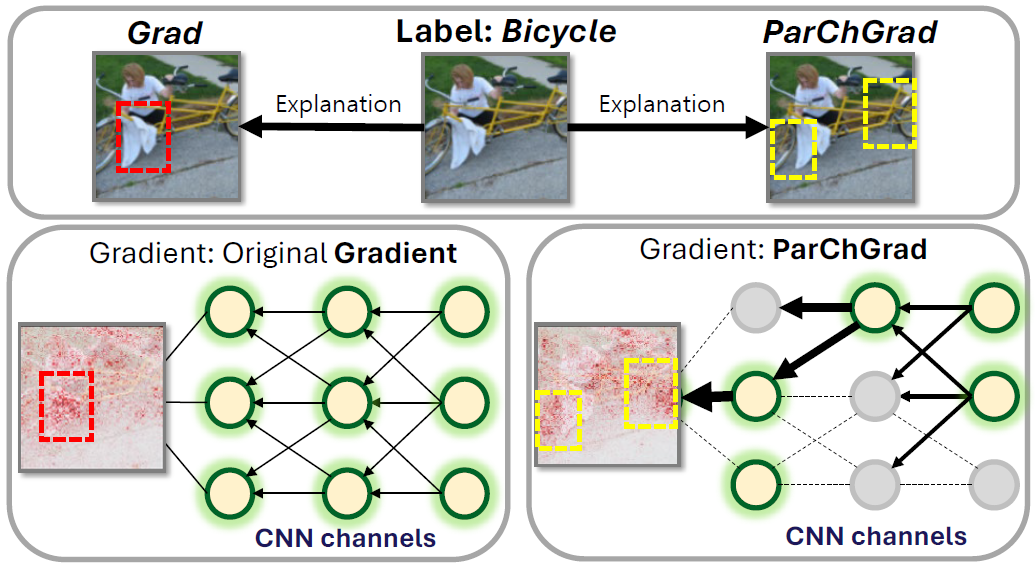 Grad
Label: Bicycle
ParChGrad
Explanation
Explanation
Gradient: Original Gradient
CNN channels
Gradient: ParChGrad
CNN channels